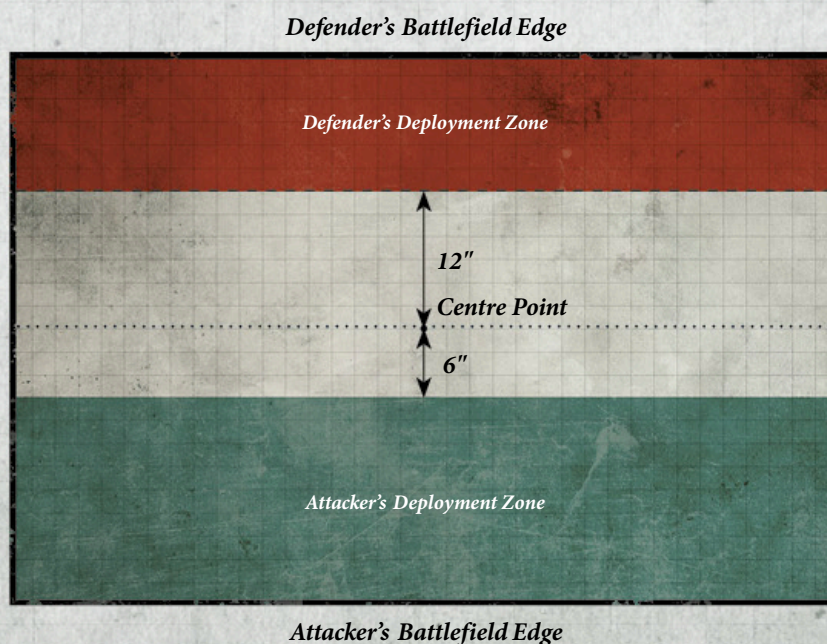 Defender’s Battlefield Edge
Defender’s Deployment Zone
12"
Centre Point
6"
Attacker’s Deployment Zone
Attacker’s Battlefield Edge